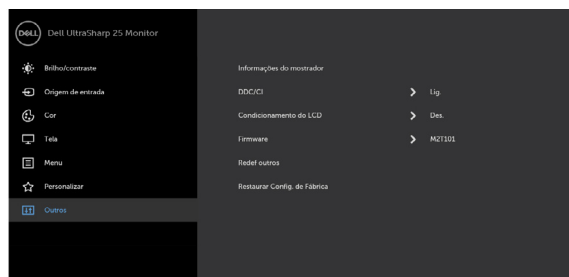 DELL Dell UltraSharp 25 Monitor
Brilho/contraste
Origem de entrada
Cor
Tela
Menu
Personalizar
Outros
Informações do mostrador
DDC/CI Lig.
Condicionamento do LCD Des.
Firmware M2T101
Redef outros
Restaurar Config. de Fábrica